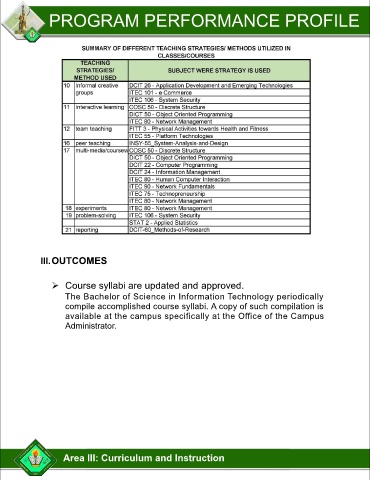 PROGRAM PERFORMANCE PROFILE
SUMMARY OF DIFFERENT TEACHING STRATEGIES/ METHODS UTILIZED IN
CLASSES/COURSES
TEACHING STRATEGIES/ METHOD USED SUBJECT WERE STRATEGY IS USED
10 informal creative groups DCIT 26 - Application Development and Emerging Technologies
ITEC 101 - e Commerce
ITEC 106 - System Security
11 interactive learning COSC 50 - Discrete Structure
DICT 50 - Object Oriented Programming
ITEC 80 - Network Management
12 team teaching FITT 3 - Physical Activities towards Health and Fitness
ITEC 55 - Platform Technologies
16 peer teaching INSY-55_System-Analysis-and-Design
17 multi-media/coursew COSC 50 - Discrete Structure
DICT 50 - Object Oriented Programming
DCIT 22 - Computer Programming
DCIT 24 - Information Management
ITEC 80 - Human Computer Interaction
ITEC 90 - Network Fundamentals
ITEC 75 - Technopreneurship
ITEC 80 - Network Management
18 experiments ITEC 80 - Network Management
19 problem-solving ITEC 106 - System Security
STAT 2 - Applied Statistics
21 reporting DCIT-60_Methods-of-Research
III. OUTCOMES
➢ Course syllabi are updated and approved.
The Bachelor of Science in Information Technology periodically
compile accomplished course syllabi. A copy of such compilation is
available at the campus specifically at the Office of the Campus
Administrator.
Area III: Curriculum and Instruction